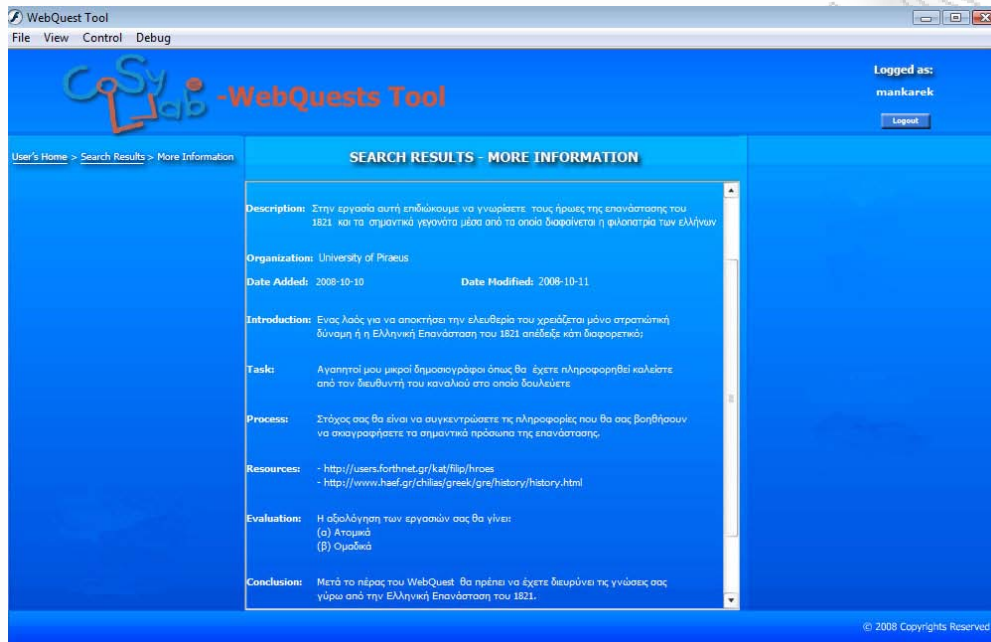 WebQuest Tool
File View Control Debug
CoSy Lab -WebQuests Tool
Logged as:
mankarek
Logout
User's Home > Search Results > More Information
SEARCH RESULTS - MORE INFORMATION
Description: Στην εργασία αυτή επιδιώκουμε να γνωρίσετε τους ήρωες της επανάστασης του
1821 και τα σημαντικά γεγονότα μέσα από τα οποία διαφαίνεται η φιλοπατρία των ελλήνων
Organization: University of Piraeus
Date Added: 2008-10-10 Date Modified: 2008-10-11
Introduction: Ενας λαός για να αποκτήσει την ελευθερία του χρειάζεται μόνο στρατιωτική
δύναμη ή η Ελληνική Επανάσταση του 1821 απέδειξε κάτι διαφορετικό;
Task: Αγαπητοί μου μικροί δημοσιογράφοι όπως θα έχετε πληροφορηθεί καλείστε
από τον διευθυντή του καναλιού στο οποίο δουλεύετε
Process: Στόχος σας θα είναι να συγκεντρώσετε τις πληροφορίες που θα σας βοηθήσουν
να σκιαγραφήσετε τα σημαντικά πρόσωπα της επανάστασης.
Resources: - http://users.forthnet.gr/kat/filip/hroes
- http://www.haef.gr/chilias/greek/gre/history/history.html
Evaluation: Η αξιολόγηση των εργασιών σας θα γίνει:
(α) Ατομικά
(β) Ομαδικά
Conclusion: Μετά το πέρας του WebQuest θα πρέπει να έχετε διευρύνει τις γνώσεις σας
γύρω από την Ελληνική Επανάσταση του 1821.
© 2008 Copyrights Reserved